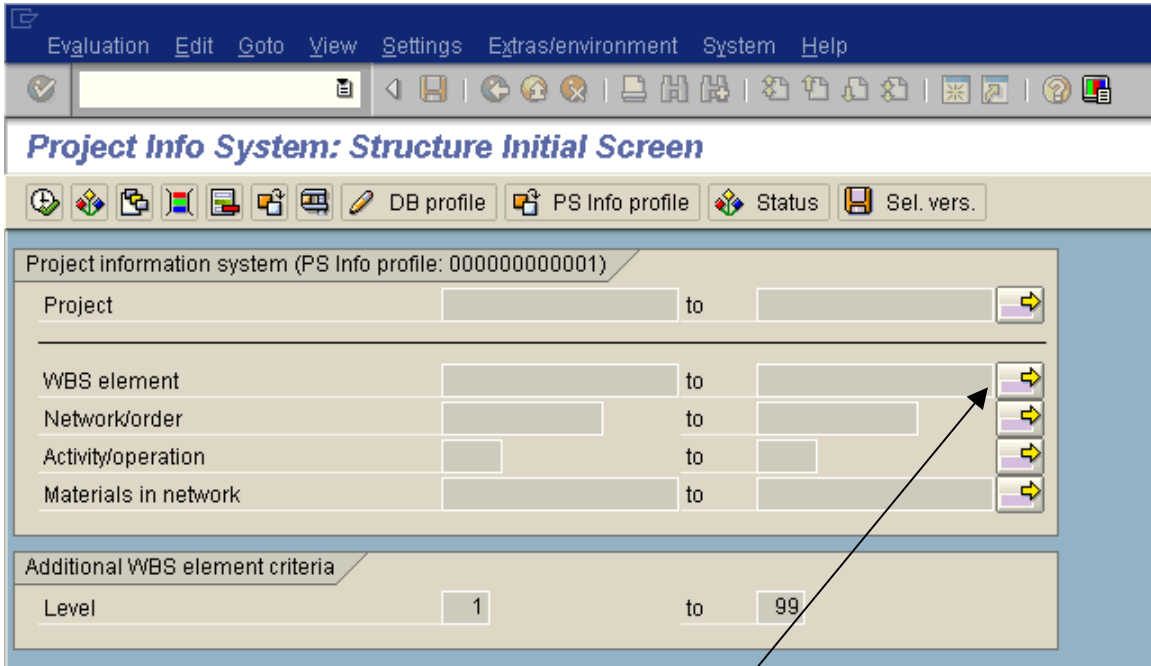 Evaluation Edit Goto View Settings Extras/environment System Help
Project Info System: Structure Initial Screen
DB profile PS Info profile Status Sel. vers.
Project information system (PS Info profile: 000000000001)
Project to
WBS element to
Network/order to
Activity/operation to
Materials in network to
Additional WBS element criteria
Level 1 to 99